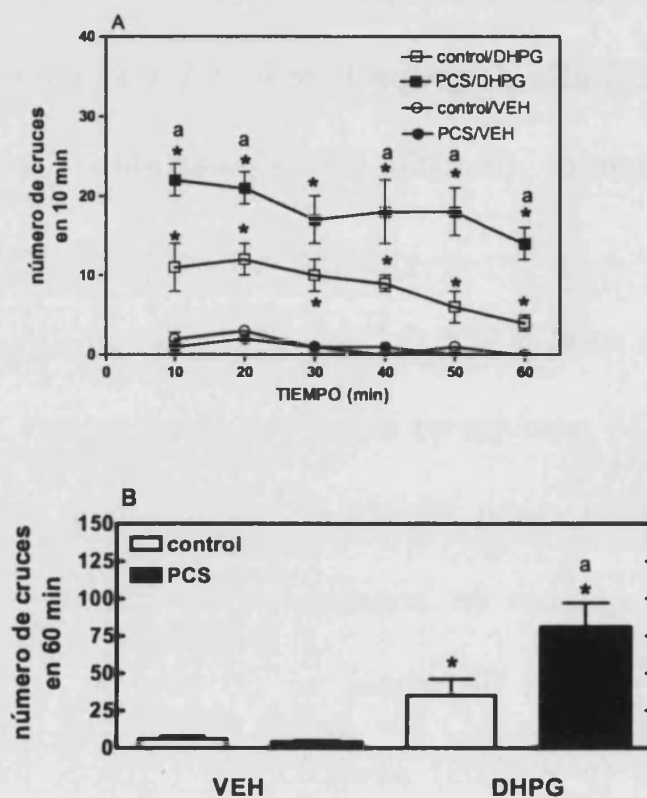 A
40
30
20
10
0
número de cruces
en 10 min
control/DHPG
PCS/DHPG
control/VEH
PCS/VEH
a a a a a
* * * * * *
* * * * * *
0 10 20 30 40 50 60
TIEMPO (min)
B
150
125
100
75
50
25
0
número de cruces
en 60 min
control
PCS
a
*
*
VEH DHPG